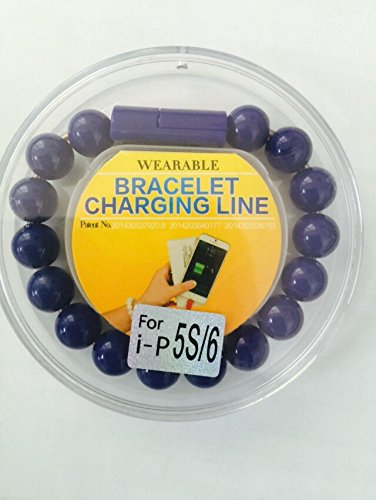 WEARABLE
BRACELET
CHARGING LINE
Patent No.
For
i-P 5S/6